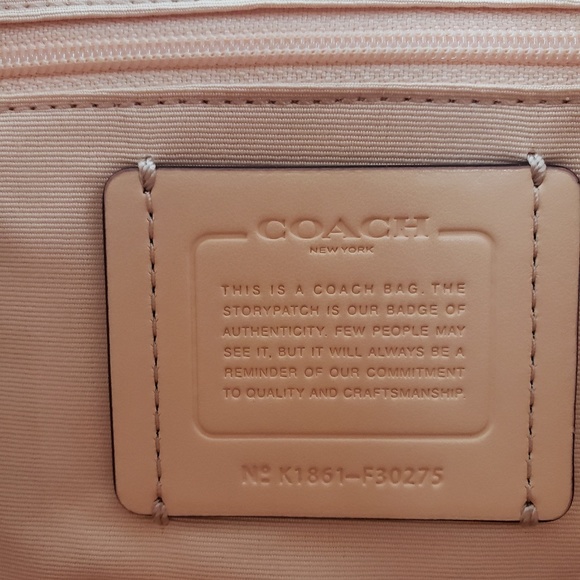 COACH
NEW YORK
THIS IS A COACH BAG. THE
STORYPATCH IS OUR BADGE OF
AUTHENTICITY. FEW PEOPLE MAY
SEE IT, BUT IT WILL ALWAYS BE A
REMINDER OF OUR COMMITMENT
TO QUALITY AND CRAFTSMANSHIP.
Nº K1861–F30275